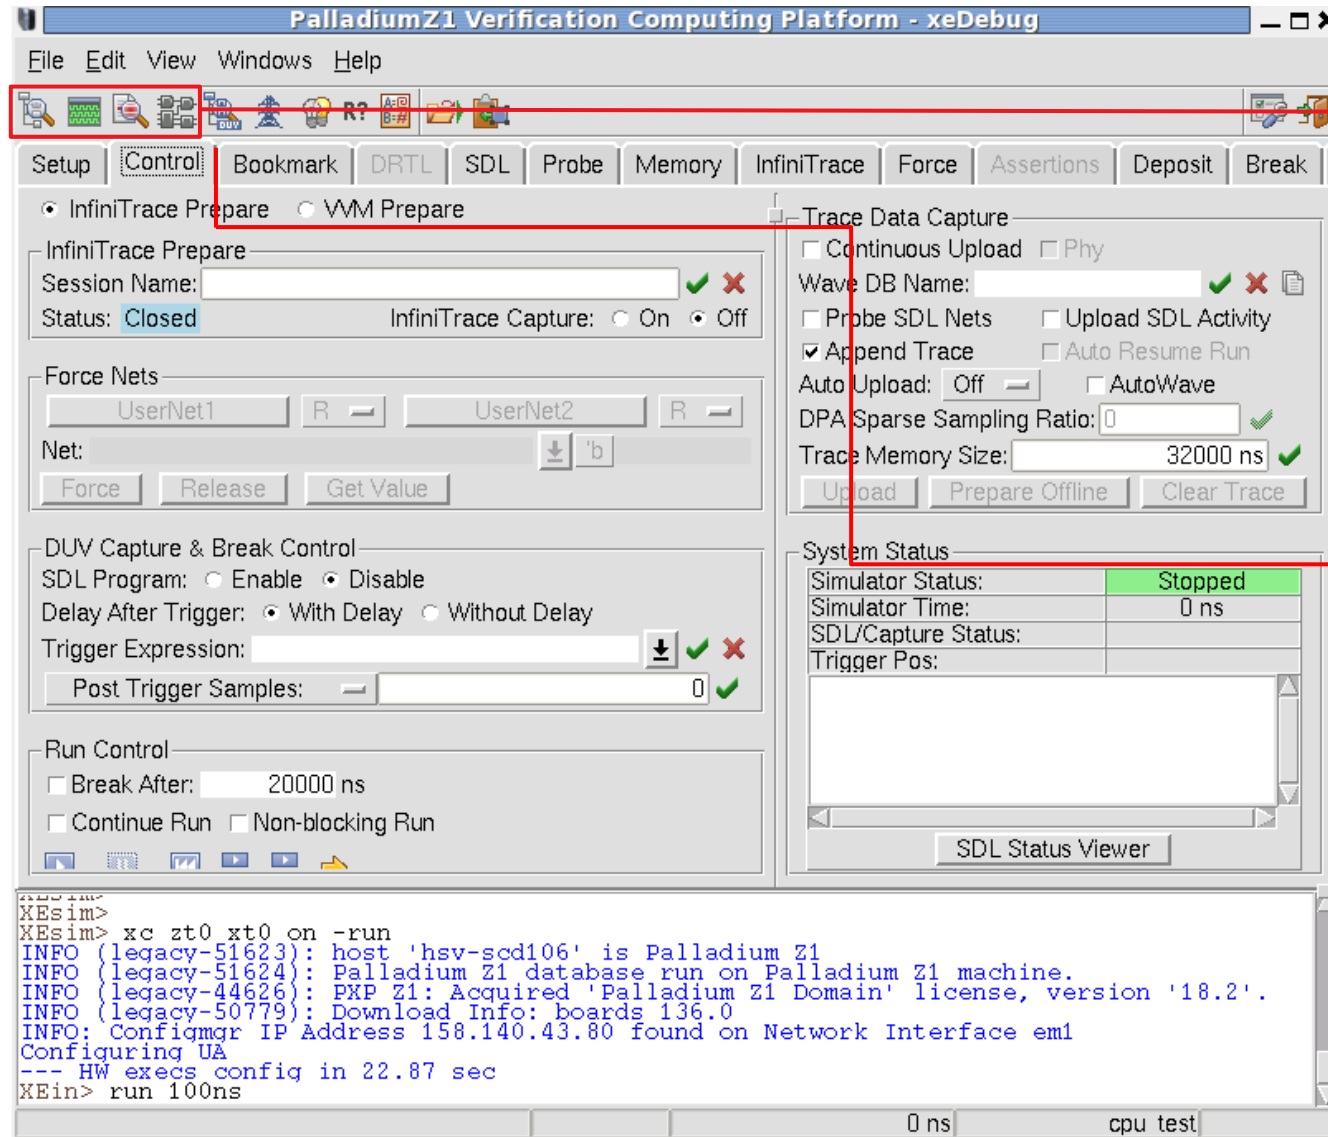 PalladiumZ1 Verification Computing Platform - xeDebug
File Edit View Windows Help
DUV R? A=B B:#
Setup Control Bookmark DRTL SDL Probe Memory InfiniTrace Force Assertions Deposit Break
InfiniTrace Prepare VVM Prepare
InfiniTrace Prepare
Session Name:
Status: Closed InfiniTrace Capture: On Off
Force Nets
UserNet1 R UserNet2 R
Net: 'b
Force Release Get Value
DUV Capture & Break Control
SDL Program: Enable Disable
Delay After Trigger: With Delay Without Delay
Trigger Expression:
Post Trigger Samples: 0
Run Control
Break After: 20000 ns
Continue Run Non-blocking Run
Trace Data Capture
Continuous Upload Phy
Wave DB Name:
Probe SDL Nets Upload SDL Activity
Append Trace Auto Resume Run
Auto Upload: Off AutoWave
DPA Sparse Sampling Ratio: 0
Trace Memory Size: 32000 ns
Upload Prepare Offline Clear Trace
System Status
Simulator Status: Stopped
Simulator Time: 0 ns
SDL/Capture Status:
Trigger Pos:
SDL Status Viewer
XEsim>
XEsim>
XEsim> xc zt0 xt0 on -run
INFO (legacy-51623): host 'hsv-scd106' is Palladium Z1
INFO (legacy-51624): Palladium Z1 database run on Palladium Z1 machine.
INFO (legacy-44626): PXP Z1: Acquired 'Palladium Z1 Domain' license, version '18.2'.
INFO (legacy-50779): Download Info: boards 136.0
INFO: Configmgr IP Address 158.140.43.80 found on Network Interface em1
Configuring UA
--- HW execs config in 22.87 sec
XEin> run 100ns
0 ns cpu_test